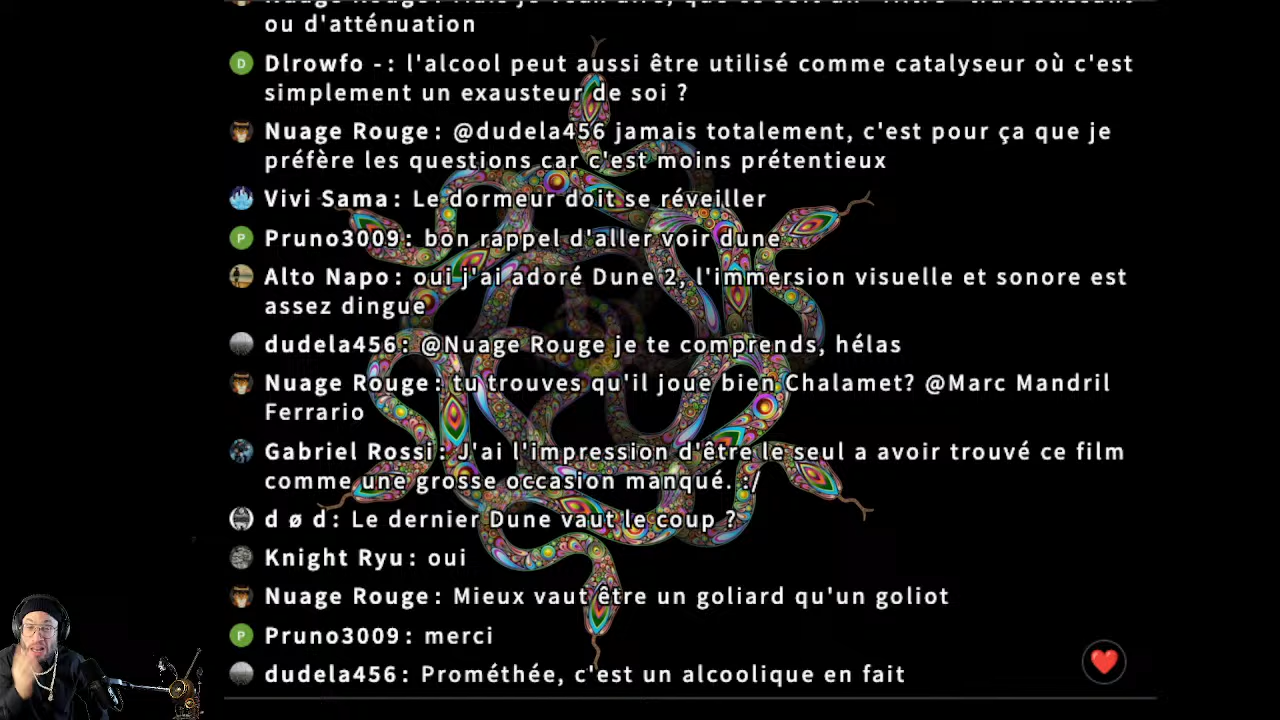 ou d'atténuation
D
Dlrowfo -: l'alcool peut aussi être utilisé comme catalyseur où c'est
simplement un exausteur de soi ?
Nuage Rouge: @dudela456 jamais totalement, c'est pour ça que je
préfère les questions car c'est moins prétentieux
Vivi Sama: Le dormeur doit se réveiller
P
Pruno3009: bon rappel d'aller voir dune
Alto Napo: oui j'ai adoré Dune 2, l'immersion visuelle et sonore est
assez dingue
dudela456: @Nuage Rouge je te comprends, hélas
Nuage Rouge: tu trouves qu'il joue bien Chalamet? @Marc Mandril
Ferrario
Gabriel Rossi: J'ai l'impression d'être le seul a avoir trouvé ce film
comme une grosse occasion manqué. :/
d ø d: Le dernier Dune vaut le coup ?
Knight Ryu: oui
Nuage Rouge: Mieux vaut être un goliard qu'un goliot
P
Pruno3009: merci
dudela456: Prométhée, c'est un alcoolique en fait